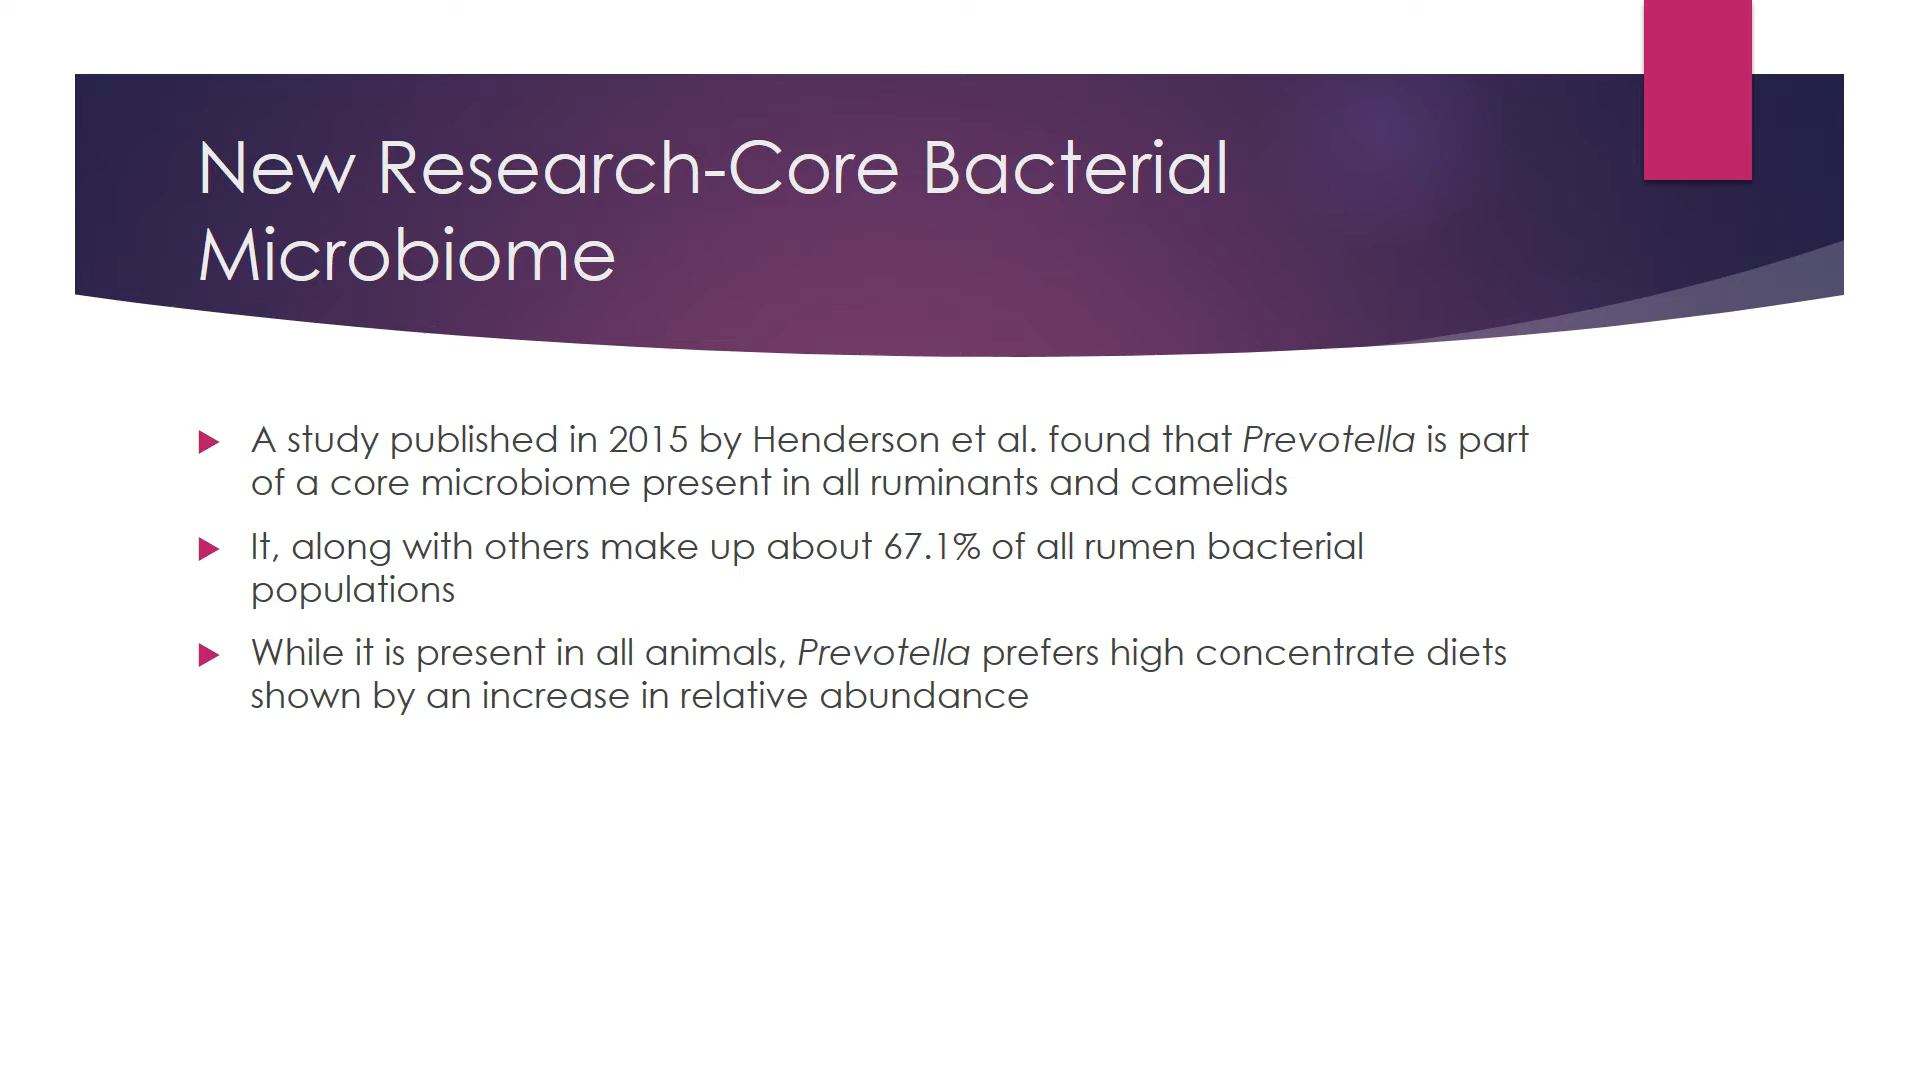 New Research-Core Bacterial
Microbiome
A study published in 2015 by Henderson et al. found that Prevotella is part
of a core microbiome present in all ruminants and camelids
It, along with others make up about 67.1% of all rumen bacterial
populations
While it is present in all animals, Prevotella prefers high concentrate diets
shown by an increase in relative abundance